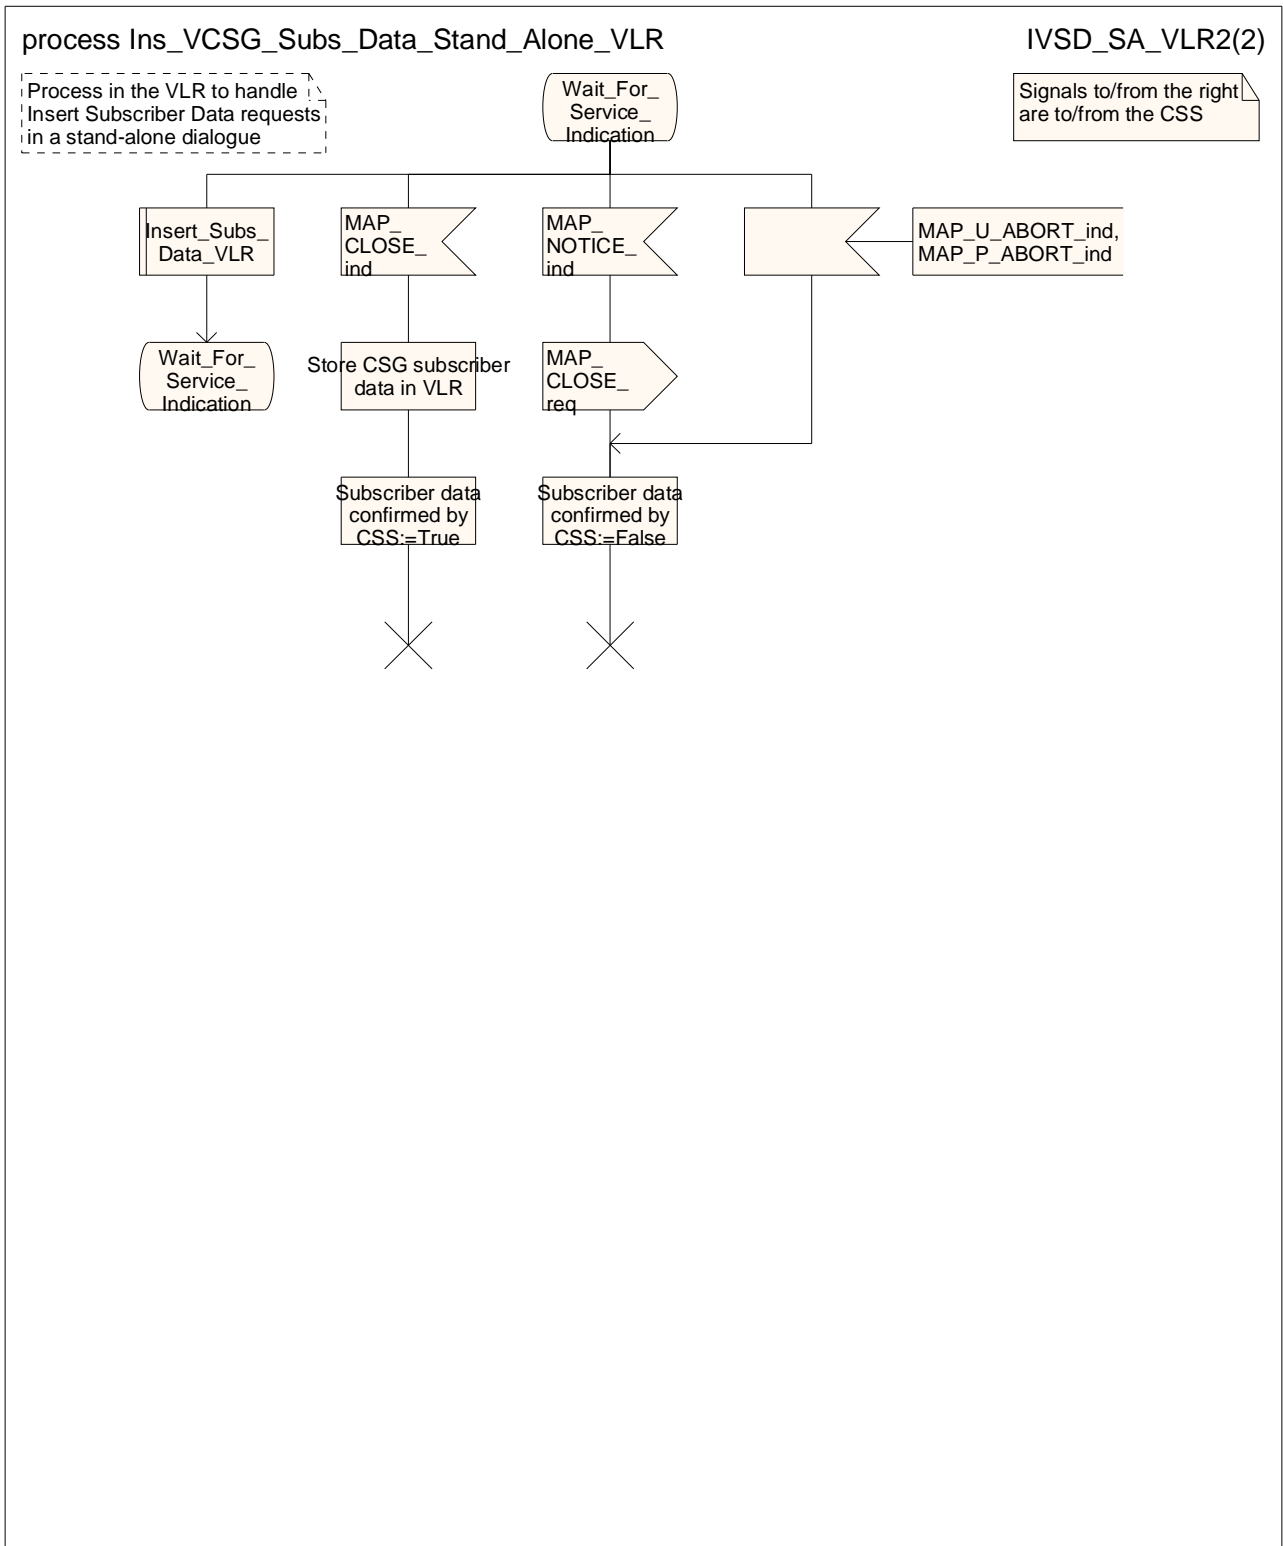 process Ins_VCSG_Subs_Data_Stand_Alone_VLR
IVSD_SA_VLR2(2)
Process in the VLR to handle
Insert Subscriber Data requests
in a stand-alone dialogue
Wait_For_
Service_
Indication
Signals to/from the right
are to/from the CSS
Insert_Subs_
Data_VLR
MAP_
CLOSE_
ind
MAP_
NOTICE_
ind
MAP_U_ABORT_ind,
MAP_P_ABORT_ind
Wait_For_
Service_
Indication
Store CSG subscriber
data in VLR
MAP_
CLOSE_
req
Subscriber data
confirmed by
CSS:=True
Subscriber data
confirmed by
CSS:=False